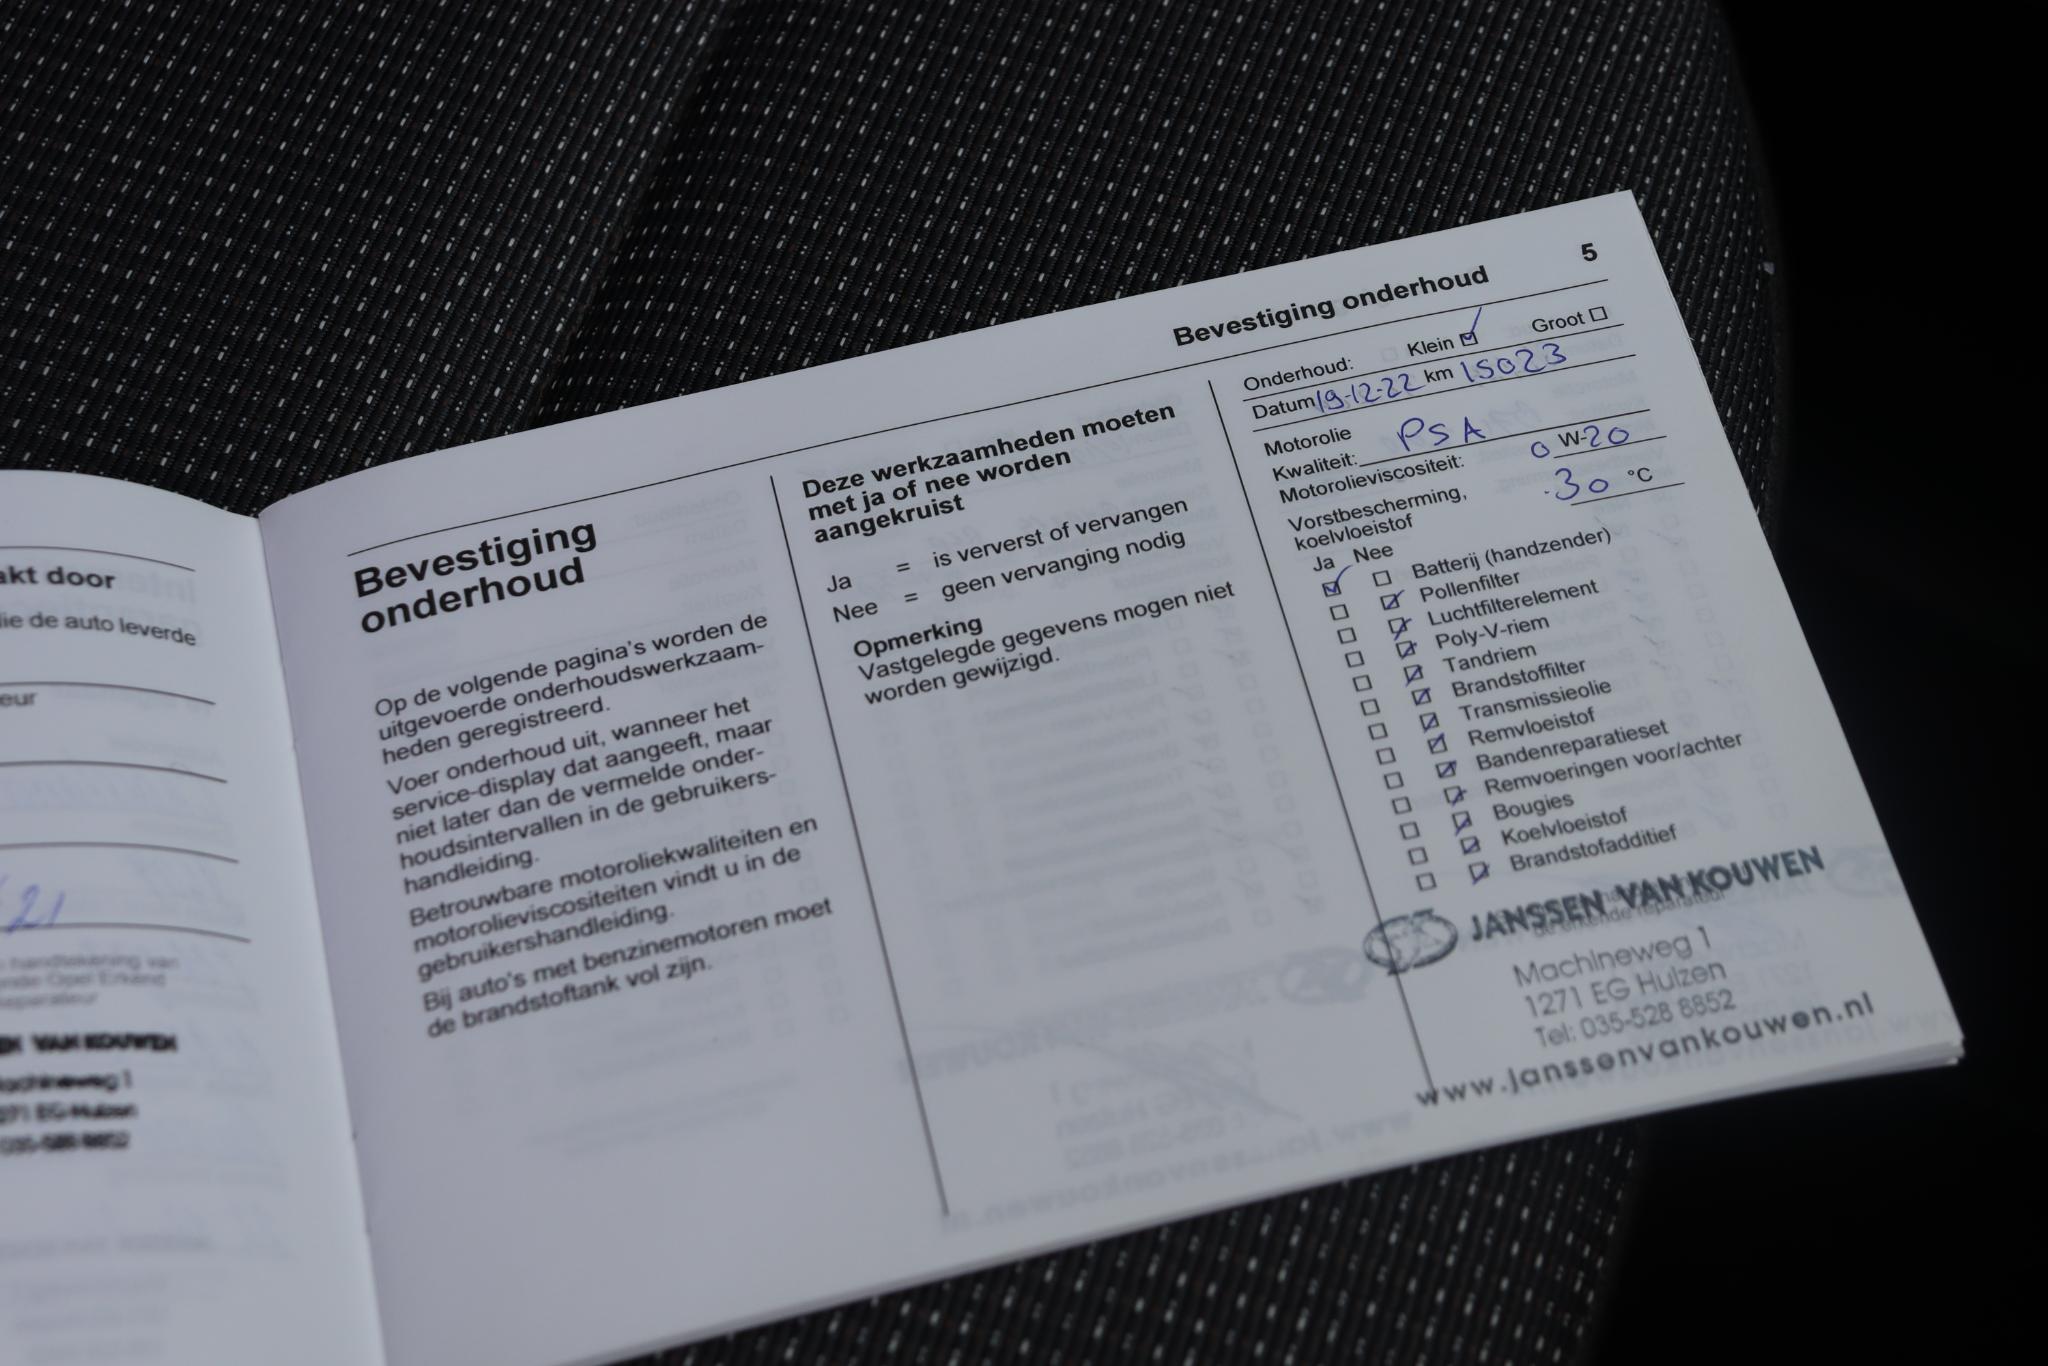 akt door
lie de auto leverde
eur
21
VAN KOUWEN
Bevestiging onderhoud 5
Bevestiging
onderhoud
Op de volgende pagina's worden de
uitgevoerde onderhoudswerkzaam-
heden geregistreerd.
Voer onderhoud uit, wanneer het
service-display dat aangeeft, maar
niet later dan de vermelde onder-
houdsintervallen in de gebruikers-
handleiding.
Betrouwbare motoroliekwaliteiten en
motorolieviscositeiten vindt u in de
gebruikershandleiding.
Bij auto's met benzinemotoren moet
de brandstoftank vol zijn.
Deze werkzaamheden moeten
met ja of nee worden
aangekruist
Ja = is ververst of vervangen
Nee = geen vervanging nodig
Opmerking
Vastgelegde gegevens mogen niet
worden gewijzigd.
Onderhoud: Klein Groot
Datum 19-12-22 km 15023
Motorolie
Kwaliteit: PSA
Motorolieviscositeit: 0 W-20
Vorstbescherming,
koelvloeistof -30 °C
Ja Nee
Batterij (handzender)
Pollenfilter
Luchtfilterelement
Poly-V-riem
Tandriem
Brandstoffilter
Transmissieolie
Remvloeistof
Bandenreparatieset
Remvoeringen voor/achter
Bougies
Koelvloeistof
Brandstofadditief
JANSSEN VAN KOUWEN
de erkende reparateur
Machineweg 1
1271 EG Huizen
Tel: 035-528 8852
www.janssenvankouwen.nl